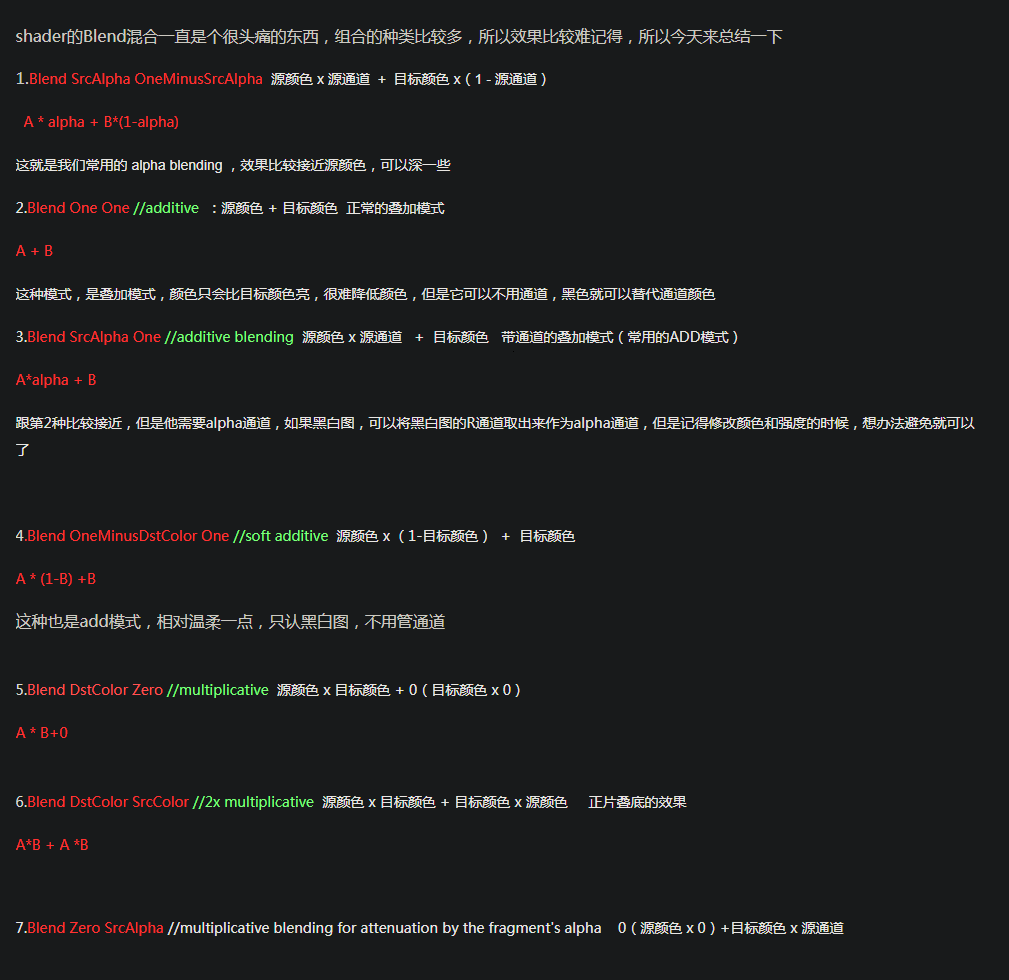 shader的Blend混合一直是个很头痛的东西，组合的种类比较多，所以效果比较难记得，所以今天来总结一下
1.Blend SrcAlpha OneMinusSrcAlpha 源颜色 x 源通道 + 目标颜色 x（1 - 源通道）
A * alpha + B*(1-alpha)
这就是我们常用的 alpha blending ，效果比较接近源颜色，可以深一些
2.Blend One One //additive ：源颜色 + 目标颜色 正常的叠加模式
A + B
这种模式，是叠加模式，颜色只会比目标颜色亮，很难降低颜色，但是它可以不用通道，黑色就可以替代通道颜色
3.Blend SrcAlpha One //additive blending 源颜色 x 源通道 + 目标颜色 带通道的叠加模式（常用的ADD模式）
A*alpha + B
跟第2种比较接近，但是他需要alpha通道，如果黑白图，可以将黑白图的R通道取出来作为alpha通道，但是记得修改颜色和强度的时候，想办法避免就可以
了
4.Blend OneMinusDstColor One //soft additive 源颜色 x（1-目标颜色） + 目标颜色
A * (1-B) +B
这种也是add模式，相对温柔一点，只认黑白图，不用管通道
5.Blend DstColor Zero //multiplicative 源颜色 x 目标颜色 + 0（目标颜色 x 0）
A * B+0
6.Blend DstColor SrcColor //2x multiplicative 源颜色 x 目标颜色 + 目标颜色 x 源颜色 正片叠底的效果
A*B + A *B
7.Blend Zero SrcAlpha //multiplicative blending for attenuation by the fragment's alpha 0（源颜色 x 0）+目标颜色 x 源通道